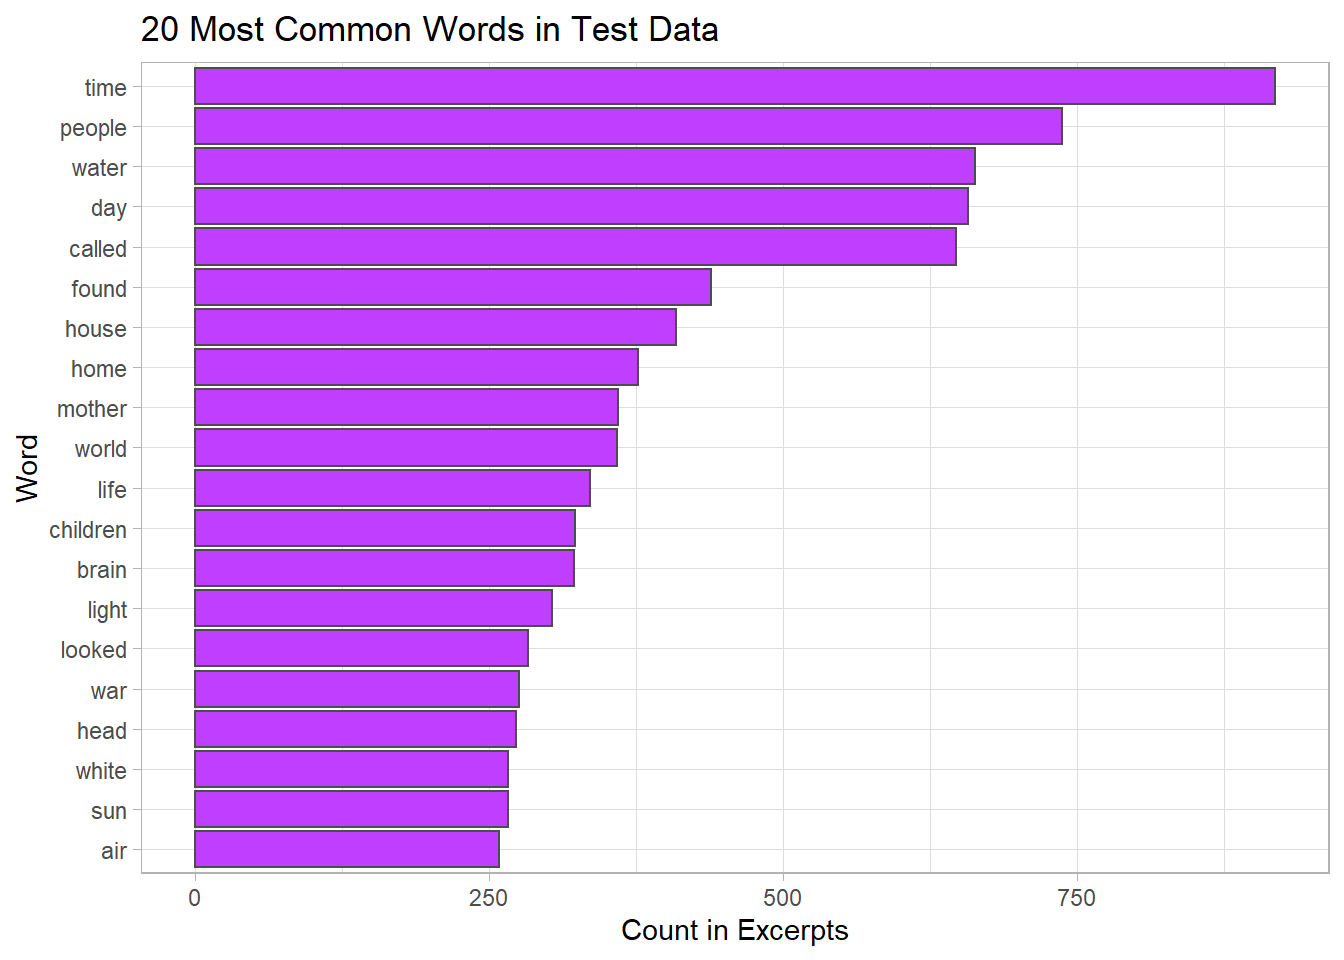 20 Most Common Words in Test Data
time
people
water
day
called
found
house
home
mother
world
life
children
brain
light
looked
war
head
white
sun
air
Word
0 250 500 750
Count in Excerpts